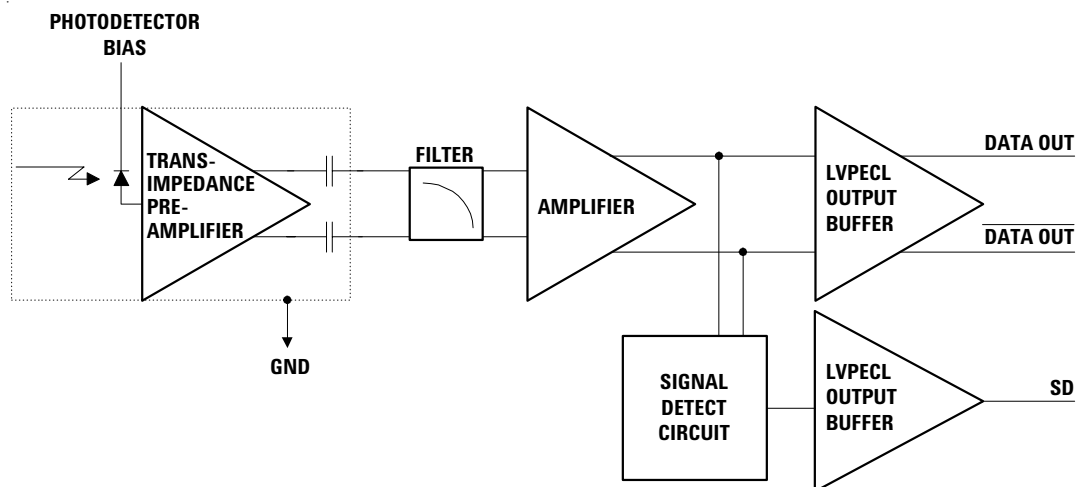 PHOTODETECTOR
BIAS
TRANS-
IMPEDANCE
PRE-
AMPLIFIER
FILTER
AMPLIFIER
LVPECL
OUTPUT
BUFFER
DATA OUT
DATA OUT
GND
SIGNAL
DETECT
CIRCUIT
LVPECL
OUTPUT
BUFFER
SD